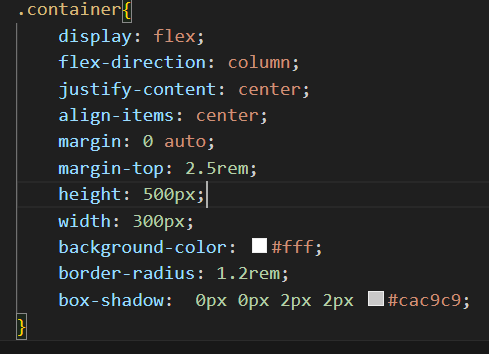 .container{
display: flex;
flex-direction: column;
justify-content: center;
align-items: center;
margin: 0 auto;
margin-top: 2.5rem;
height: 500px;
width: 300px;
background-color: #fff;
border-radius: 1.2rem;
box-shadow:  0px 0px 2px 2px #cac9c9;
}